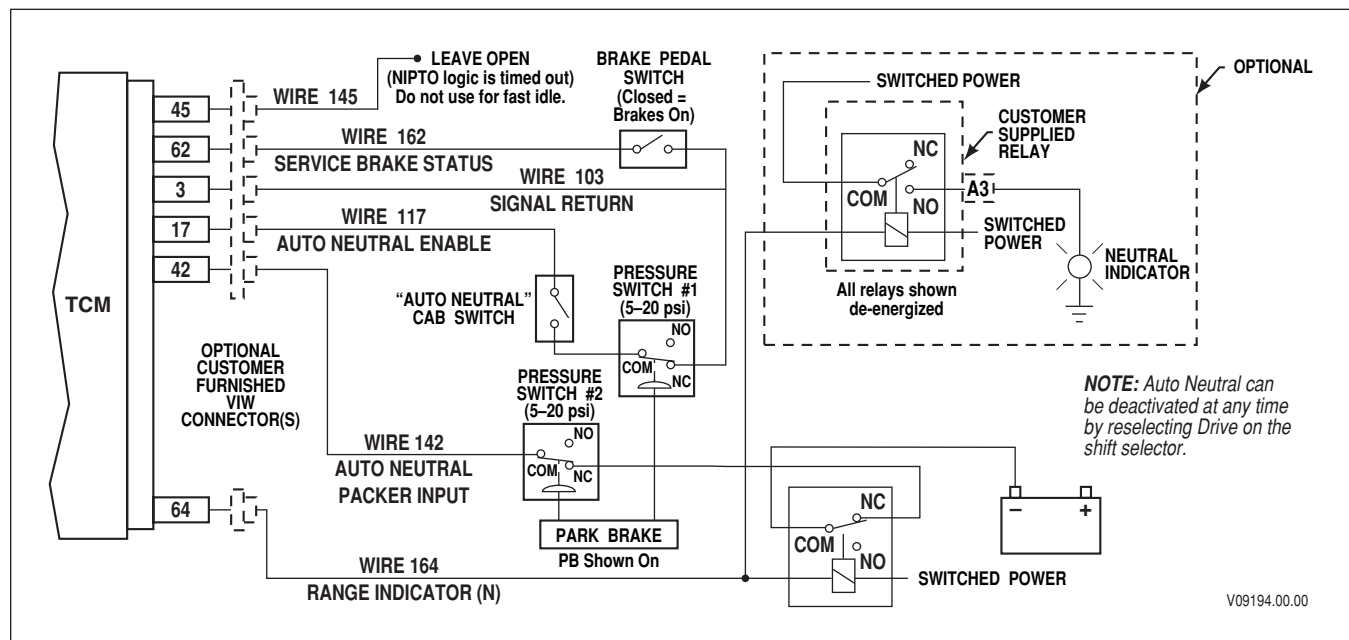 TCM
45
62
3
17
42
64
WIRE 145
LEAVE OPEN
(NIPTO logic is timed out)
Do not use for fast idle.
BRAKE PEDAL
SWITCH
(Closed =
Brakes On)
WIRE 162
SERVICE BRAKE STATUS
WIRE 103
SIGNAL RETURN
WIRE 117
AUTO NEUTRAL ENABLE
“AUTO NEUTRAL”
CAB SWITCH
PRESSURE
SWITCH #1
(5–20 psi)
NO
COM
NC
PRESSURE
SWITCH #2
(5–20 psi)
NO
COM
NC
OPTIONAL
CUSTOMER
FURNISHED
VIW
CONNECTOR(S)
WIRE 142
AUTO NEUTRAL
PACKER INPUT
PARK BRAKE
PB Shown On
WIRE 164
RANGE INDICATOR (N)
SWITCHED POWER
OPTIONAL
CUSTOMER
SUPPLIED
RELAY
NC
COM
NO
A3
SWITCHED
POWER
NEUTRAL
INDICATOR
All relays shown
de-energized
NOTE: Auto Neutral can
be deactivated at any time
by reselecting Drive on the
shift selector.
NC
COM
NO
– +
SWITCHED POWER
V09194.00.00